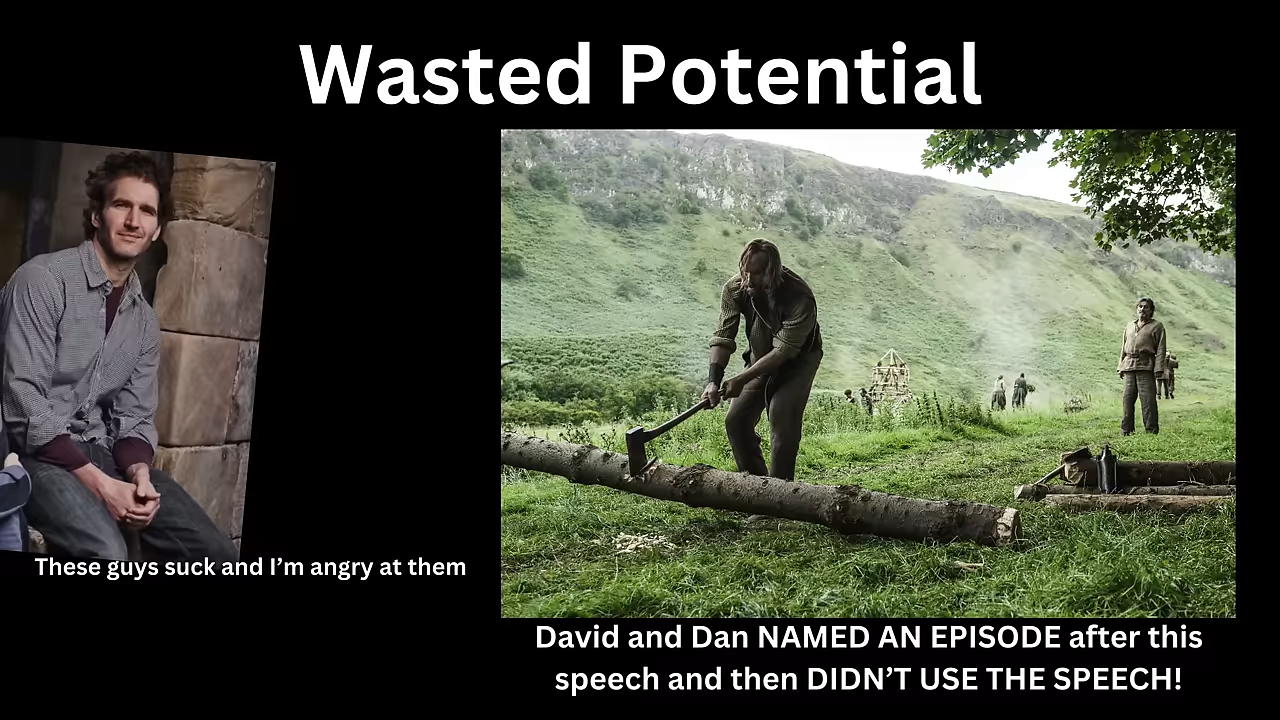 Wasted Potential
These guys suck and I’m angry at them
David and Dan NAMED AN EPISODE after this
speech and then DIDN’T USE THE SPEECH!